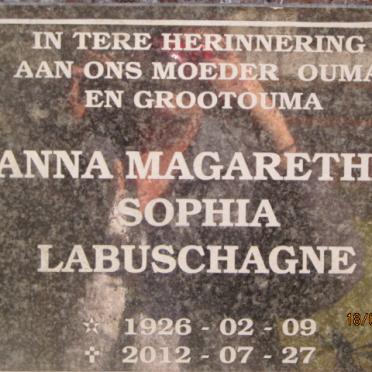 IN TERE HERINNERING
AAN ONS MOEDER OUMA
EN GROOTOUMA
ANNA MAGARETH
SOPHIA
LABUSCHAGNE
☆ 1926 - 02 - 09
✝ 2012 - 07 - 27
18/